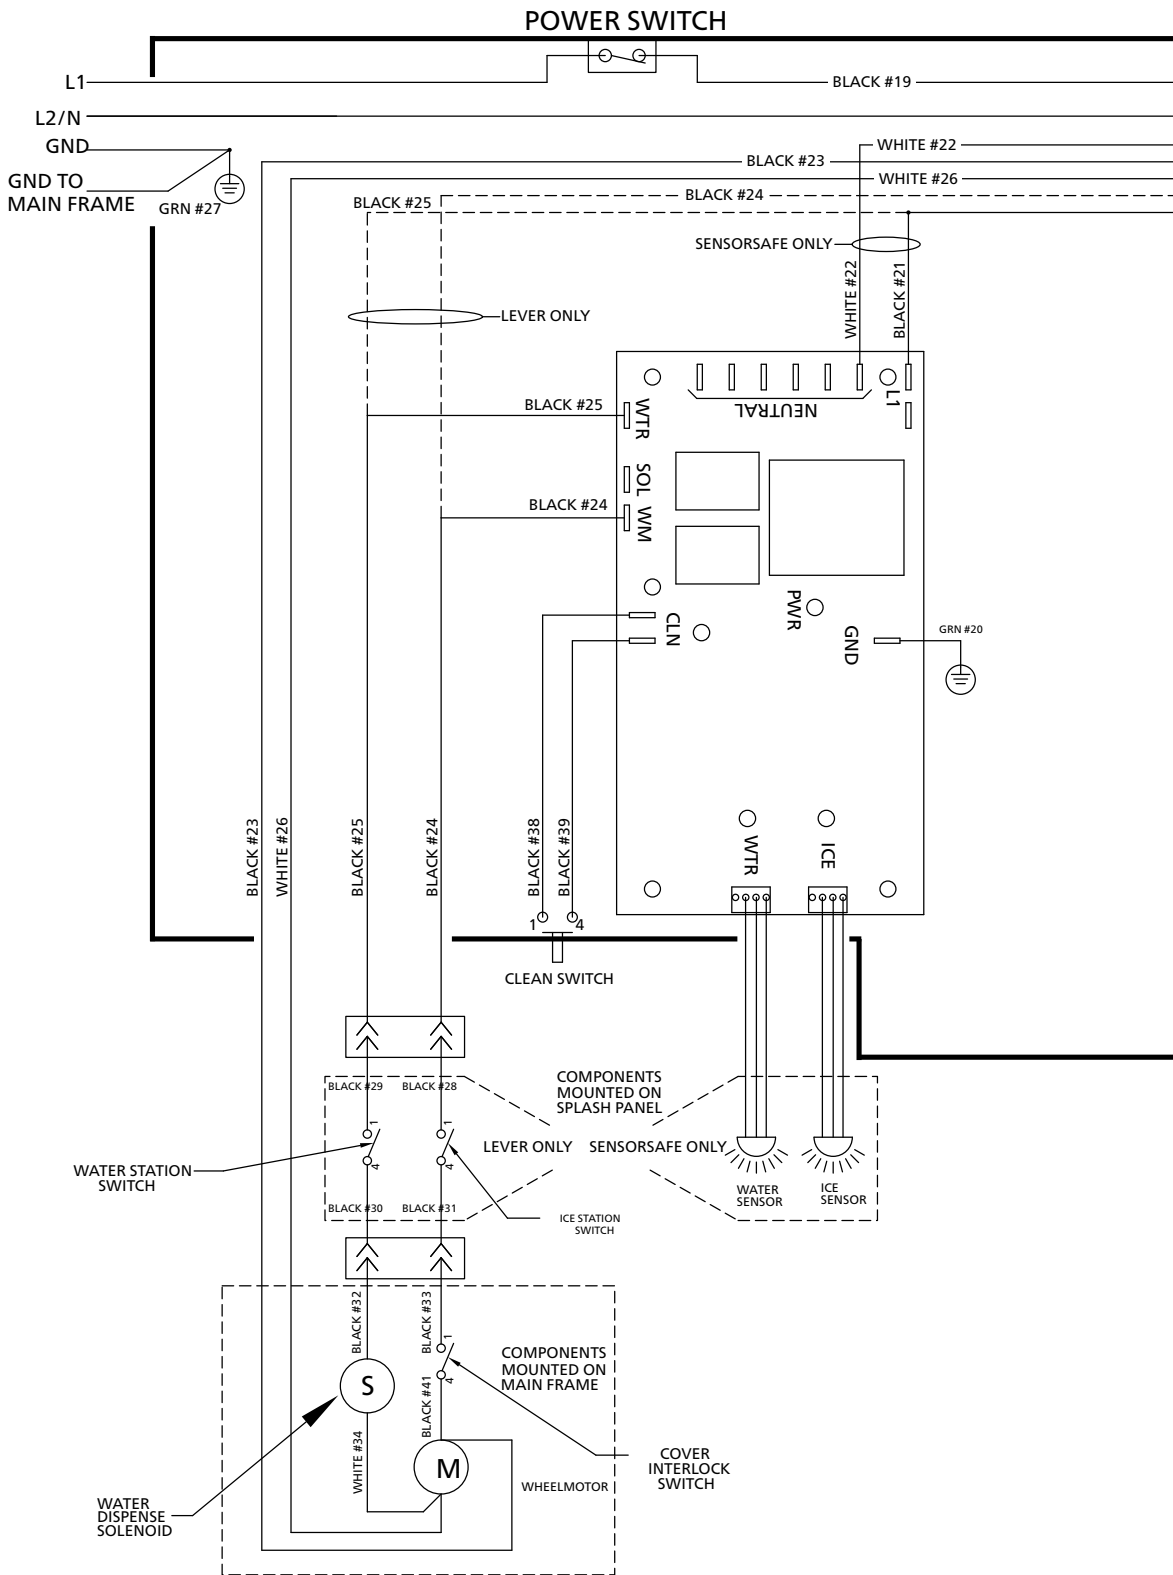 POWER SWITCH
L1
BLACK #19
L2/N
GND
WHITE #22
BLACK #23
GND TO
MAIN FRAME
GRN #27
WHITE #26
BLACK #24
BLACK #25
SENSORSAFE ONLY
WHITE #22
BLACK #21
LEVER ONLY
NEUTRAL
L1
BLACK #25
WTR
SOL
BLACK #24
WM
CLN
PWR
GND
GRN #20
BLACK #23
WHITE #26
BLACK #25
BLACK #24
BLACK #38
BLACK #39
WTR
ICE
1
4
CLEAN SWITCH
BLACK #29
BLACK #28
COMPONENTS
MOUNTED ON
SPLASH PANEL
1
1
LEVER ONLY
SENSORSAFE ONLY
4
4
WATER STATION
SWITCH
WATER
SENSOR
ICE
SENSOR
BLACK #30
BLACK #31
ICE STATION
SWITCH
BLACK #32
BLACK #33
1
COMPONENTS
MOUNTED ON
MAIN FRAME
4
S
BLACK #41
WHITE #34
M
WHEELMOTOR
COVER
INTERLOCK
SWITCH
WATER
DISPENSE
SOLENOID